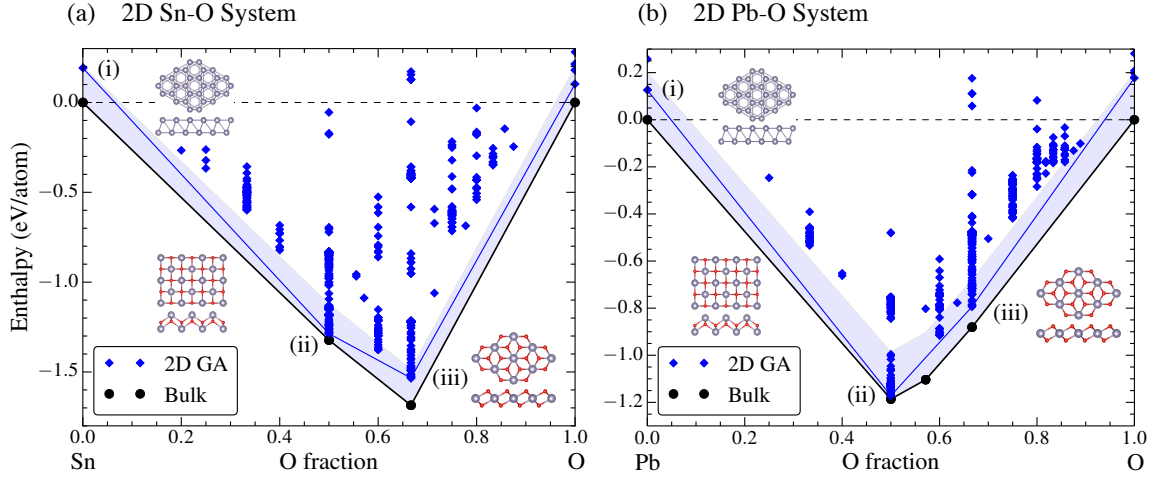 (a) 2D Sn-O System
(i)
0.0
−0.5
−1.0
−1.5
Enthalpy (eV/atom)
(ii)
(iii)
2D GA
Bulk
0.0 0.2 0.4 0.6 0.8 1.0
Sn O fraction O
(b) 2D Pb-O System
0.2
0.0
−0.2
−0.4
−0.6
−0.8
−1.0
−1.2
(i)
(iii)
(ii)
2D GA
Bulk
0.0 0.2 0.4 0.6 0.8 1.0
Pb O fraction O